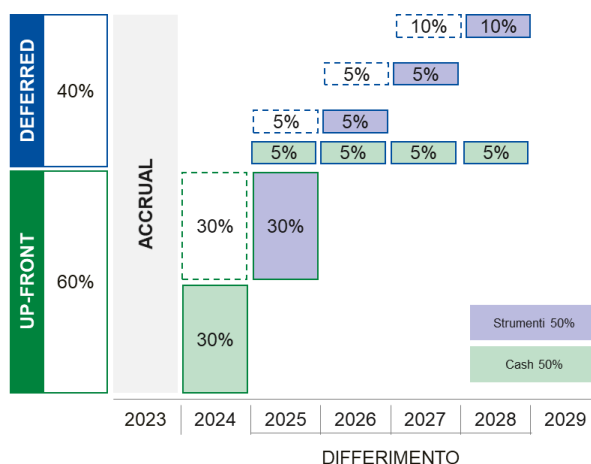 DEFERRED
40%
UP-FRONT
60%
ACCRUAL
10% 10%
5% 5%
5% 5%
5% 5% 5% 5%
30% 30%
30%
Strumenti 50%
Cash 50%
2023 2024 2025 2026 2027 2028 2029
DIFFERIMENTO